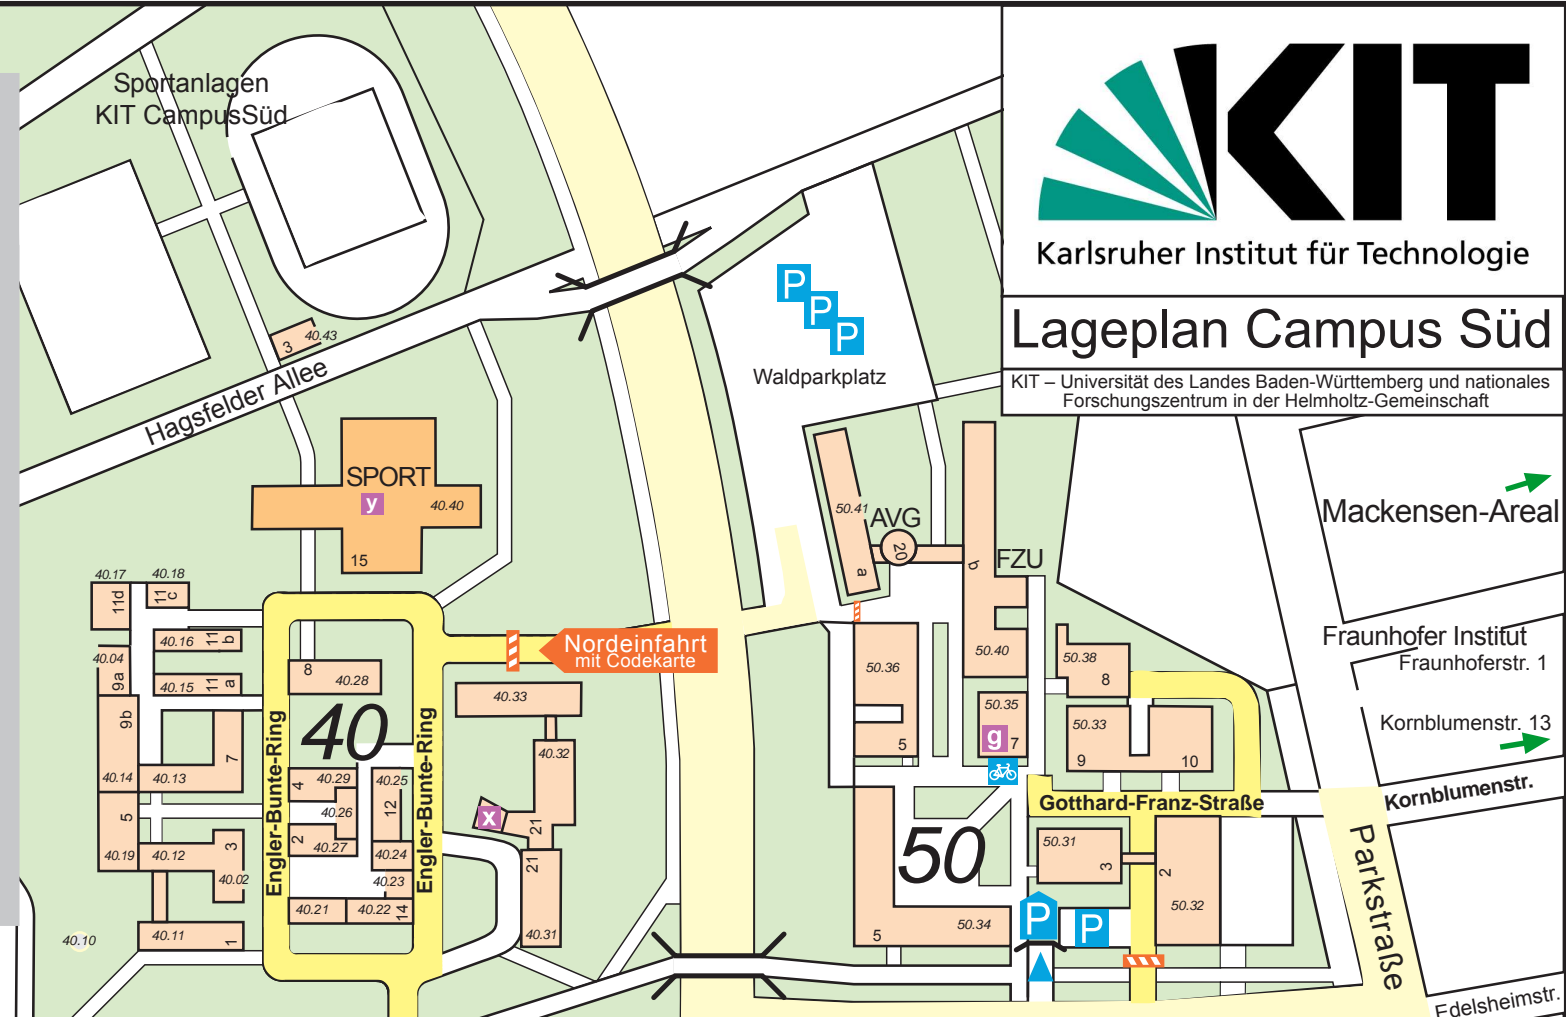 Sportanlagen
KIT CampusSüd
KIT
Karlsruher Institut für Technologie
Lageplan Campus Süd
KIT – Universität des Landes Baden-Württemberg und nationales
Forschungszentrum in der Helmholtz-Gemeinschaft
P
P
P
Waldparkplatz
3
40.43
Hagsfelder Allee
SPORT
y
40.40
15
50.41
AVG
20
a
b
FZU
Mackensen-Areal
40.17
40.18
11d
11
c
40.16
11
b
40.04
9a
40.15
11
a
8
40.28
Nordeinfahrt
mit Codekarte
40.33
50.36
50.40
50.38
8
Fraunhofer Institut
Fraunhoferstr. 1
Kornblumenstr. 13
9b
7
40.14
40.13
Engler-Bunte-Ring
40
Engler-Bunte-Ring
40.32
5
50.35
g
7
50.33
9
10
4
40.29
40.25
40.26
12
x
21
Gotthard-Franz-Straße
Kornblumenstr.
5
40.19
40.12
3
40.02
2
40.27
40.24
21
50
50.31
3
2
Parkstraße
40.23
40.21
40.22
14
40.31
5
50.34
P
P
50.32
40.10
40.11
1
Edelsheimstr.